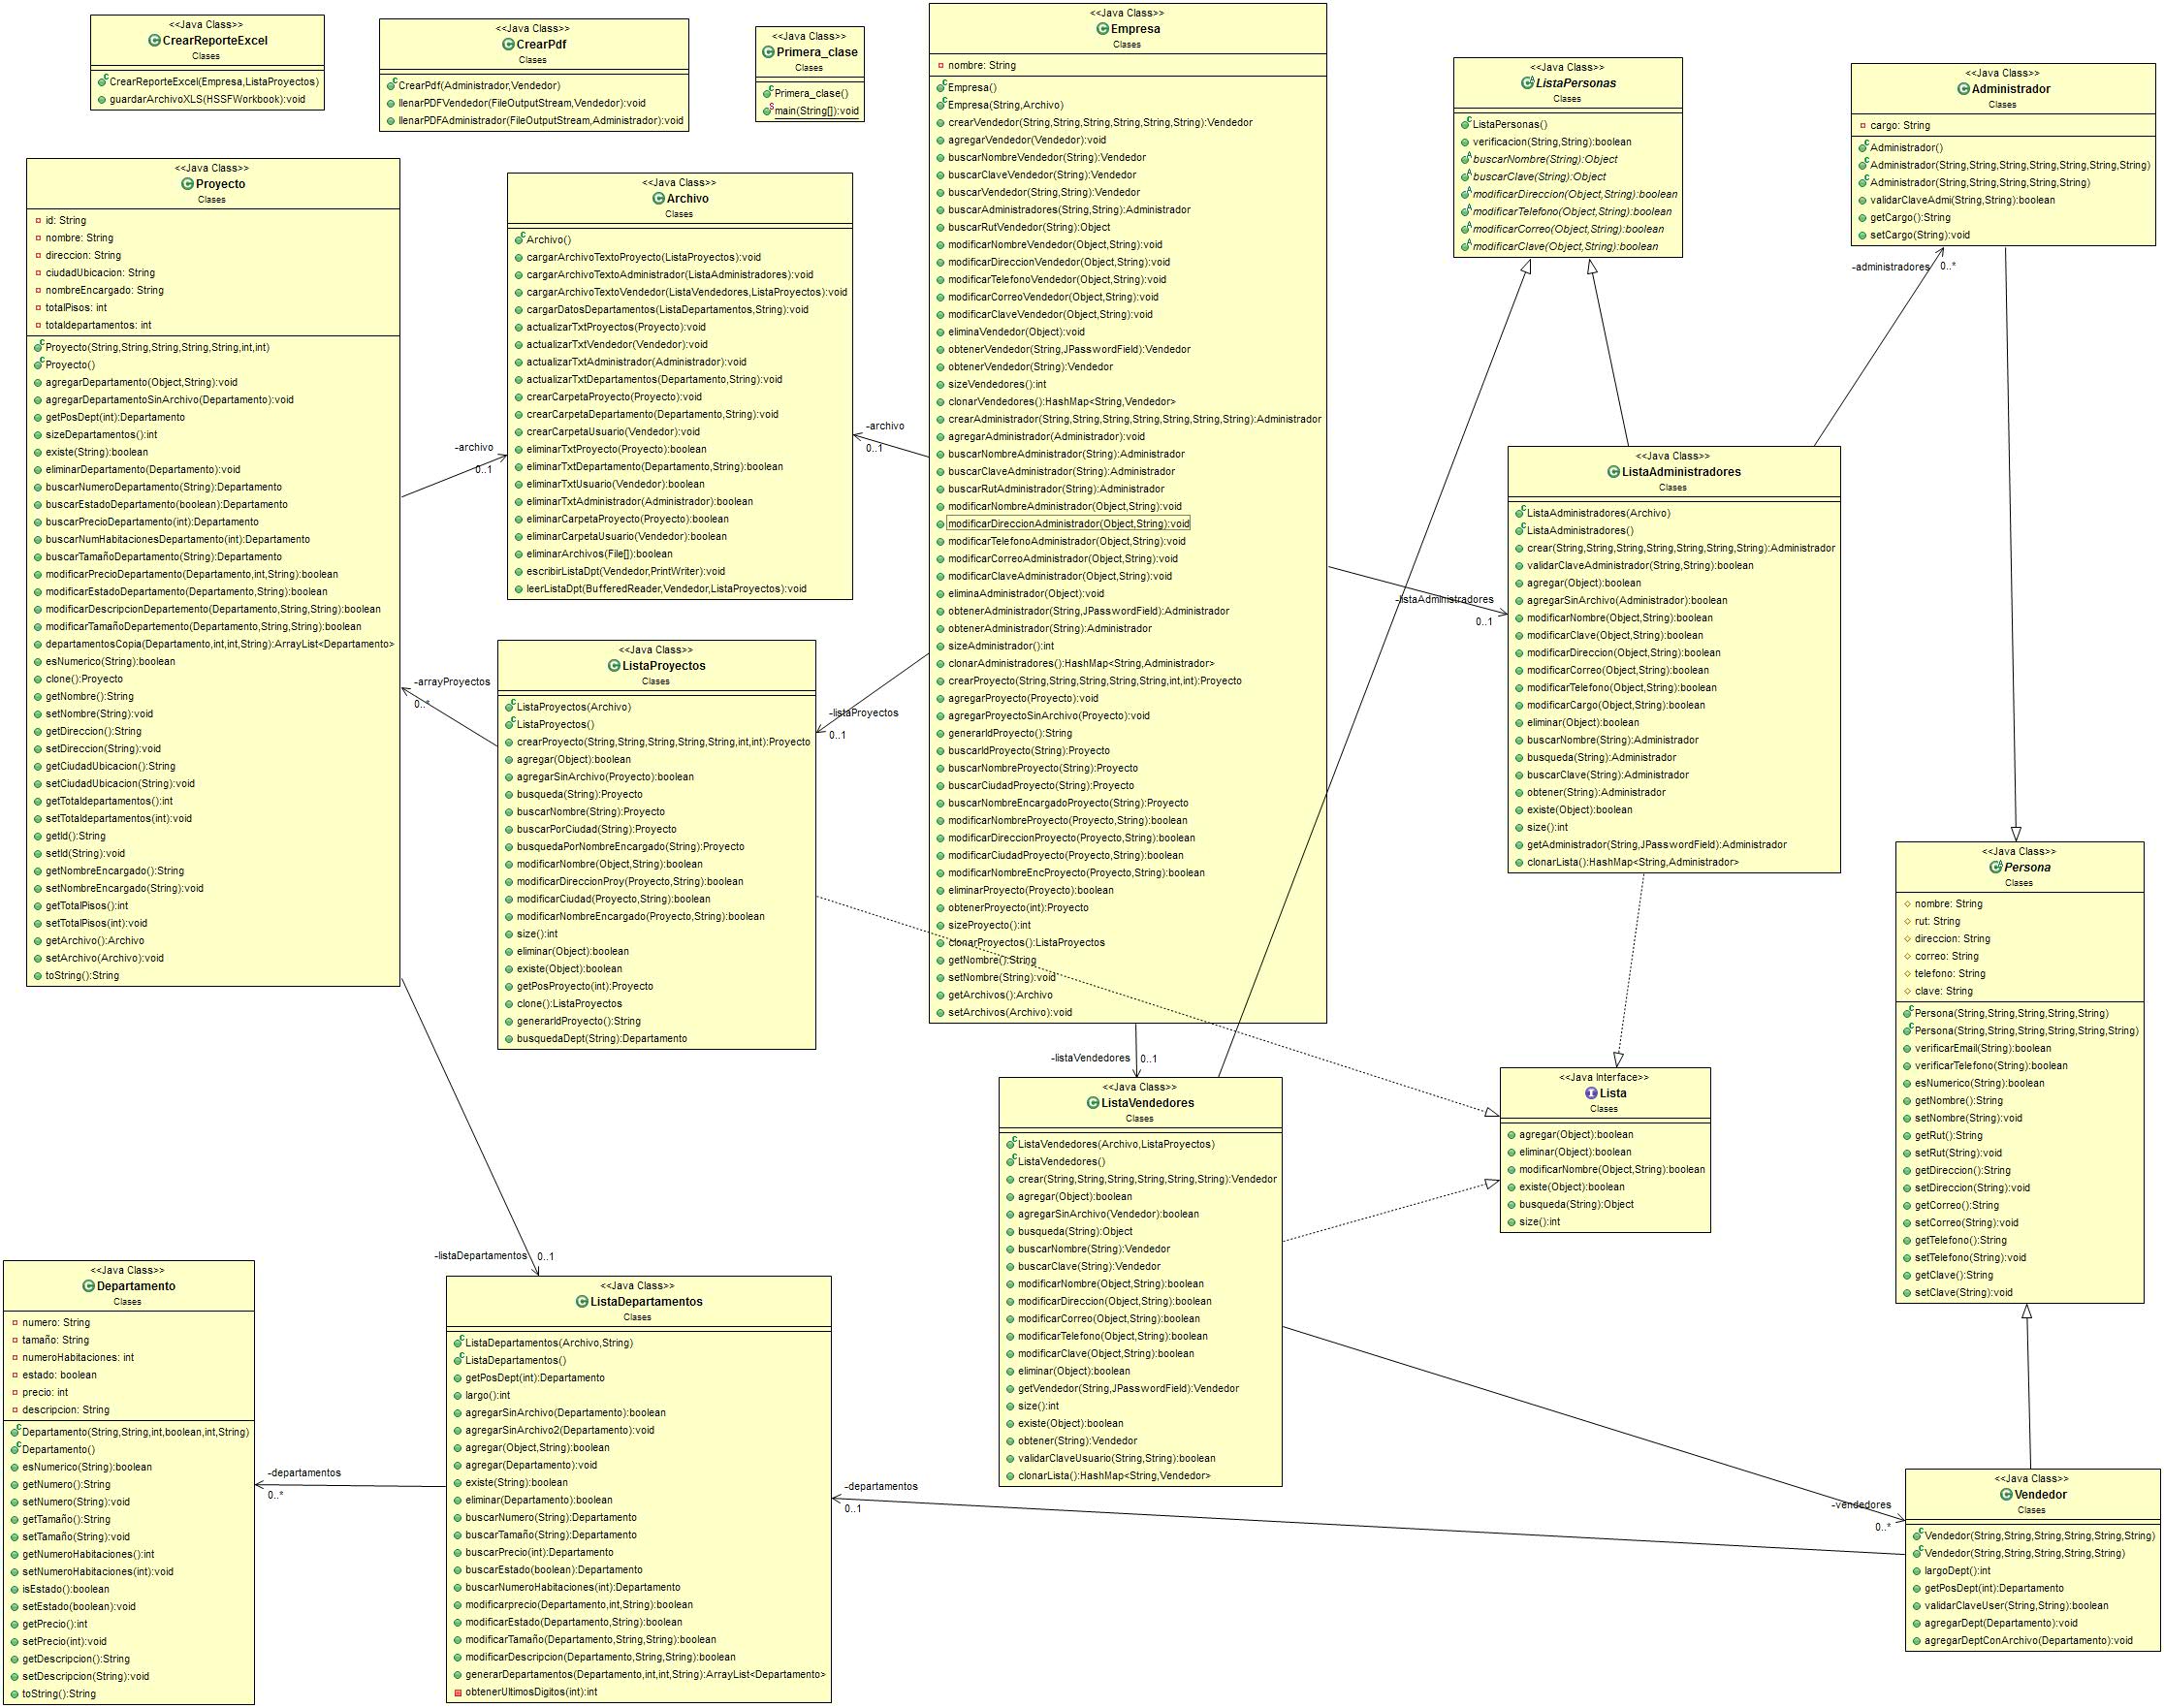 <<Java Class>>
CrearReporteExcel
Clases
CrearReporteExcel(Empresa,ListaProyectos)
guardarArchivoXLS(HSSFWorkbook):void
<<Java Class>>
CrearPdf
Clases
CrearPdf(Administrador,Vendedor)
llenarPDFVendedor(FileOutputStream,Vendedor):void
llenarPDFAdministrador(FileOutputStream,Administrador):void
<<Java Class>>
Primera_clase
Clases
Primera_clase()
main(String[]):void
<<Java Class>>
Empresa
Clases
nombre: String
Empresa()
Empresa(String,Archivo)
crearVendedor(String,String,String,String,String,String):Vendedor
agregarVendedor(Vendedor):void
buscarNombreVendedor(String):Vendedor
buscarClaveVendedor(String):Vendedor
buscarVendedor(String,String):Vendedor
buscarAdministradores(String,String):Administrador
buscarRutVendedor(String):Object
modificarNombreVendedor(Object,String):void
modificarDireccionVendedor(Object,String):void
modificarTelefonoVendedor(Object,String):void
modificarCorreoVendedor(Object,String):void
modificarClaveVendedor(Object,String):void
eliminaVendedor(Object):void
obtenerVendedor(String,JPasswordField):Vendedor
obtenerVendedor(String):Vendedor
sizeVendedores():int
clonarVendedores():HashMap<String,Vendedor>
crearAdministrador(String,String,String,String,String,String,String):Administrador
agregarAdministrador(Administrador):void
buscarNombreAdministrador(String):Administrador
buscarClaveAdministrador(String):Administrador
buscarRutAdministrador(String):Administrador
modificarNombreAdministrador(Object,String):void
modificarDireccionAdministrador(Object,String):void
modificarTelefonoAdministrador(Object,String):void
modificarCorreoAdministrador(Object,String):void
modificarClaveAdministrador(Object,String):void
eliminaAdministrador(Object):void
obtenerAdministrador(String,JPasswordField):Administrador
obtenerAdministrador(String):Administrador
sizeAdministrador():int
clonarAdministradores():HashMap<String,Administrador>
crearProyecto(String,String,String,String,String,int,int):Proyecto
agregarProyecto(Proyecto):void
agregarProyectoSinArchivo(Proyecto):void
generarIdProyecto():String
buscarIdProyecto(String):Proyecto
buscarNombreProyecto(String):Proyecto
buscarCiudadProyecto(String):Proyecto
buscarNombreEncargadoProyecto(String):Proyecto
modificarNombreProyecto(Proyecto,String):boolean
modificarDireccionProyecto(Proyecto,String):boolean
modificarCiudadProyecto(Proyecto,String):boolean
modificarNombreEncProyecto(Proyecto,String):boolean
eliminarProyecto(Proyecto):boolean
obtenerProyecto(int):Proyecto
sizeProyecto():int
clonarProyectos():ListaProyectos
getNombre():String
setNombre(String):void
getArchivos():Archivo
setArchivos(Archivo):void
<<Java Class>>
ListaPersonas
Clases
ListaPersonas()
verificacion(String,String):boolean
buscarNombre(String):Object
buscarClave(String):Object
modificarDireccion(Object,String):boolean
modificarTelefono(Object,String):boolean
modificarCorreo(Object,String):boolean
modificarClave(Object,String):boolean
<<Java Class>>
Administrador
Clases
cargo: String
Administrador()
Administrador(String,String,String,String,String,String,String)
Administrador(String,String,String,String,String)
validarClaveAdmi(String,String):boolean
getCargo():String
setCargo(String):void
-administradores
0..*
<<Java Class>>
Proyecto
Clases
id: String
nombre: String
direccion: String
ciudadUbicacion: String
nombreEncargado: String
totalPisos: int
totaldepartamentos: int
Proyecto(String,String,String,String,String,int,int)
Proyecto()
agregarDepartamento(Object,String):void
agregarDepartamentoSinArchivo(Departamento):void
getPosDept(int):Departamento
sizeDepartamentos():int
existe(String):boolean
eliminarDepartamento(Departamento):void
buscarNumeroDepartamento(String):Departamento
buscarEstadoDepartamento(boolean):Departamento
buscarPrecioDepartamento(int):Departamento
buscarNumHabitacionesDepartamento(int):Departamento
buscarTamañoDepartamento(String):Departamento
modificarPrecioDepartamento(Departamento,int,String):boolean
modificarEstadoDepartamento(Departamento,String):boolean
modificarDescripcionDepartemento(Departamento,String,String):boolean
modificarTamañoDepartemento(Departamento,String,String):boolean
departamentosCopia(Departamento,int,int,String):ArrayList<Departamento>
esNumerico(String):boolean
clone():Proyecto
getNombre():String
setNombre(String):void
getDireccion():String
setDireccion(String):void
getCiudadUbicacion():String
setCiudadUbicacion(String):void
getTotaldepartamentos():int
setTotaldepartamentos(int):void
getId():String
setId(String):void
getNombreEncargado():String
setNombreEncargado(String):void
getTotalPisos():int
setTotalPisos(int):void
getArchivo():Archivo
setArchivo(Archivo):void
toString():String
-archivo
0..1
<<Java Class>>
Archivo
Clases
Archivo()
cargarArchivoTextoProyecto(ListaProyectos):void
cargarArchivoTextoAdministrador(ListaAdministradores):void
cargarArchivoTextoVendedor(ListaVendedores,ListaProyectos):void
cargarDatosDepartamentos(ListaDepartamentos,String):void
actualizarTxtProyectos(Proyecto):void
actualizarTxtVendedor(Vendedor):void
actualizarTxtAdministrador(Administrador):void
actualizarTxtDepartamentos(Departamento,String):void
crearCarpetaProyecto(Proyecto):void
crearCarpetaDepartamento(Departamento,String):void
crearCarpetaUsuario(Vendedor):void
eliminarTxtProyecto(Proyecto):boolean
eliminarTxtDepartamento(Departamento,String):boolean
eliminarTxtUsuario(Vendedor):boolean
eliminarTxtAdministrador(Administrador):boolean
eliminarCarpetaProyecto(Proyecto):boolean
eliminarCarpetaUsuario(Vendedor):boolean
eliminarArchivos(File[]):boolean
escribirListaDpt(Vendedor,PrintWriter):void
leerListaDpt(BufferedReader,Vendedor,ListaProyectos):void
-archivo
0..1
<<Java Class>>
ListaAdministradores
Clases
ListaAdministradores(Archivo)
ListaAdministradores()
crear(String,String,String,String,String,String,String):Administrador
validarClaveAdministrador(String,String):boolean
agregar(Object):boolean
agregarSinArchivo(Administrador):boolean
modificarNombre(Object,String):boolean
modificarClave(Object,String):boolean
modificarDireccion(Object,String):boolean
modificarCorreo(Object,String):boolean
modificarTelefono(Object,String):boolean
modificarCargo(Object,String):boolean
eliminar(Object):boolean
buscarNombre(String):Administrador
busqueda(String):Administrador
buscarClave(String):Administrador
obtener(String):Administrador
existe(Object):boolean
size():int
getAdministrador(String,JPasswordField):Administrador
clonarLista():HashMap<String,Administrador>
-listaAdministradores
0..1
<<Java Class>>
ListaProyectos
Clases
ListaProyectos(Archivo)
ListaProyectos()
crearProyecto(String,String,String,String,String,int,int):Proyecto
agregar(Object):boolean
agregarSinArchivo(Proyecto):boolean
busqueda(String):Proyecto
buscarNombre(String):Proyecto
buscarPorCiudad(String):Proyecto
busquedaPorNombreEncargado(String):Proyecto
modificarNombre(Object,String):boolean
modificarDireccionProy(Proyecto,String):boolean
modificarCiudad(Proyecto,String):boolean
modificarNombreEncargado(Proyecto,String):boolean
size():int
eliminar(Object):boolean
existe(Object):boolean
getPosProyecto(int):Proyecto
clone():ListaProyectos
generarIdProyecto():String
busquedaDept(String):Departamento
-arrayProyectos
0..*
-listaProyectos
0..1
<<Java Class>>
Persona
Clases
nombre: String
rut: String
direccion: String
correo: String
telefono: String
clave: String
Persona(String,String,String,String,String)
Persona(String,String,String,String,String,String)
verificarEmail(String):boolean
verificarTelefono(String):boolean
esNumerico(String):boolean
getNombre():String
setNombre(String):void
getRut():String
setRut(String):void
getDireccion():String
setDireccion(String):void
getCorreo():String
setCorreo(String):void
getTelefono():String
setTelefono(String):void
getClave():String
setClave(String):void
-listaVendedores
0..1
<<Java Class>>
ListaVendedores
Clases
ListaVendedores(Archivo,ListaProyectos)
ListaVendedores()
crear(String,String,String,String,String,String):Vendedor
agregar(Object):boolean
agregarSinArchivo(Vendedor):boolean
busqueda(String):Object
buscarNombre(String):Vendedor
buscarClave(String):Vendedor
modificarNombre(Object,String):boolean
modificarDireccion(Object,String):boolean
modificarCorreo(Object,String):boolean
modificarTelefono(Object,String):boolean
modificarClave(Object,String):boolean
eliminar(Object):boolean
getVendedor(String,JPasswordField):Vendedor
size():int
existe(Object):boolean
obtener(String):Vendedor
validarClaveUsuario(String,String):boolean
clonarLista():HashMap<String,Vendedor>
<<Java Interface>>
Lista
Clases
agregar(Object):boolean
eliminar(Object):boolean
modificarNombre(Object,String):boolean
existe(Object):boolean
busqueda(String):Object
size():int
-listaDepartamentos
0..1
<<Java Class>>
Departamento
Clases
numero: String
tamaño: String
numeroHabitaciones: int
estado: boolean
precio: int
descripcion: String
Departamento(String,String,int,boolean,int,String)
Departamento()
esNumerico(String):boolean
getNumero():String
setNumero(String):void
getTamaño():String
setTamaño(String):void
getNumeroHabitaciones():int
setNumeroHabitaciones(int):void
isEstado():boolean
setEstado(boolean):void
getPrecio():int
setPrecio(int):void
getDescripcion():String
setDescripcion(String):void
toString():String
-departamentos
0..*
<<Java Class>>
ListaDepartamentos
Clases
ListaDepartamentos(Archivo,String)
ListaDepartamentos()
getPosDept(int):Departamento
largo():int
agregarSinArchivo(Departamento):boolean
agregarSinArchivo2(Departamento):void
agregar(Object,String):boolean
agregar(Departamento):void
existe(String):boolean
eliminar(Departamento):boolean
buscarNumero(String):Departamento
buscarTamaño(String):Departamento
buscarPrecio(int):Departamento
buscarEstado(boolean):Departamento
buscarNumeroHabitaciones(int):Departamento
modificarprecio(Departamento,int,String):boolean
modificarEstado(Departamento,String):boolean
modificarTamaño(Departamento,String,String):boolean
modificarDescripcion(Departamento,String,String):boolean
generarDepartamentos(Departamento,int,int,String):ArrayList<Departamento>
obtenerUltimosDigitos(int):int
-departamentos
0..1
-vendedores
0..*
<<Java Class>>
Vendedor
Clases
Vendedor(String,String,String,String,String,String)
Vendedor(String,String,String,String,String)
largoDept():int
getPosDept(int):Departamento
validarClaveUser(String,String):boolean
agregarDept(Departamento):void
agregarDeptConArchivo(Departamento):void